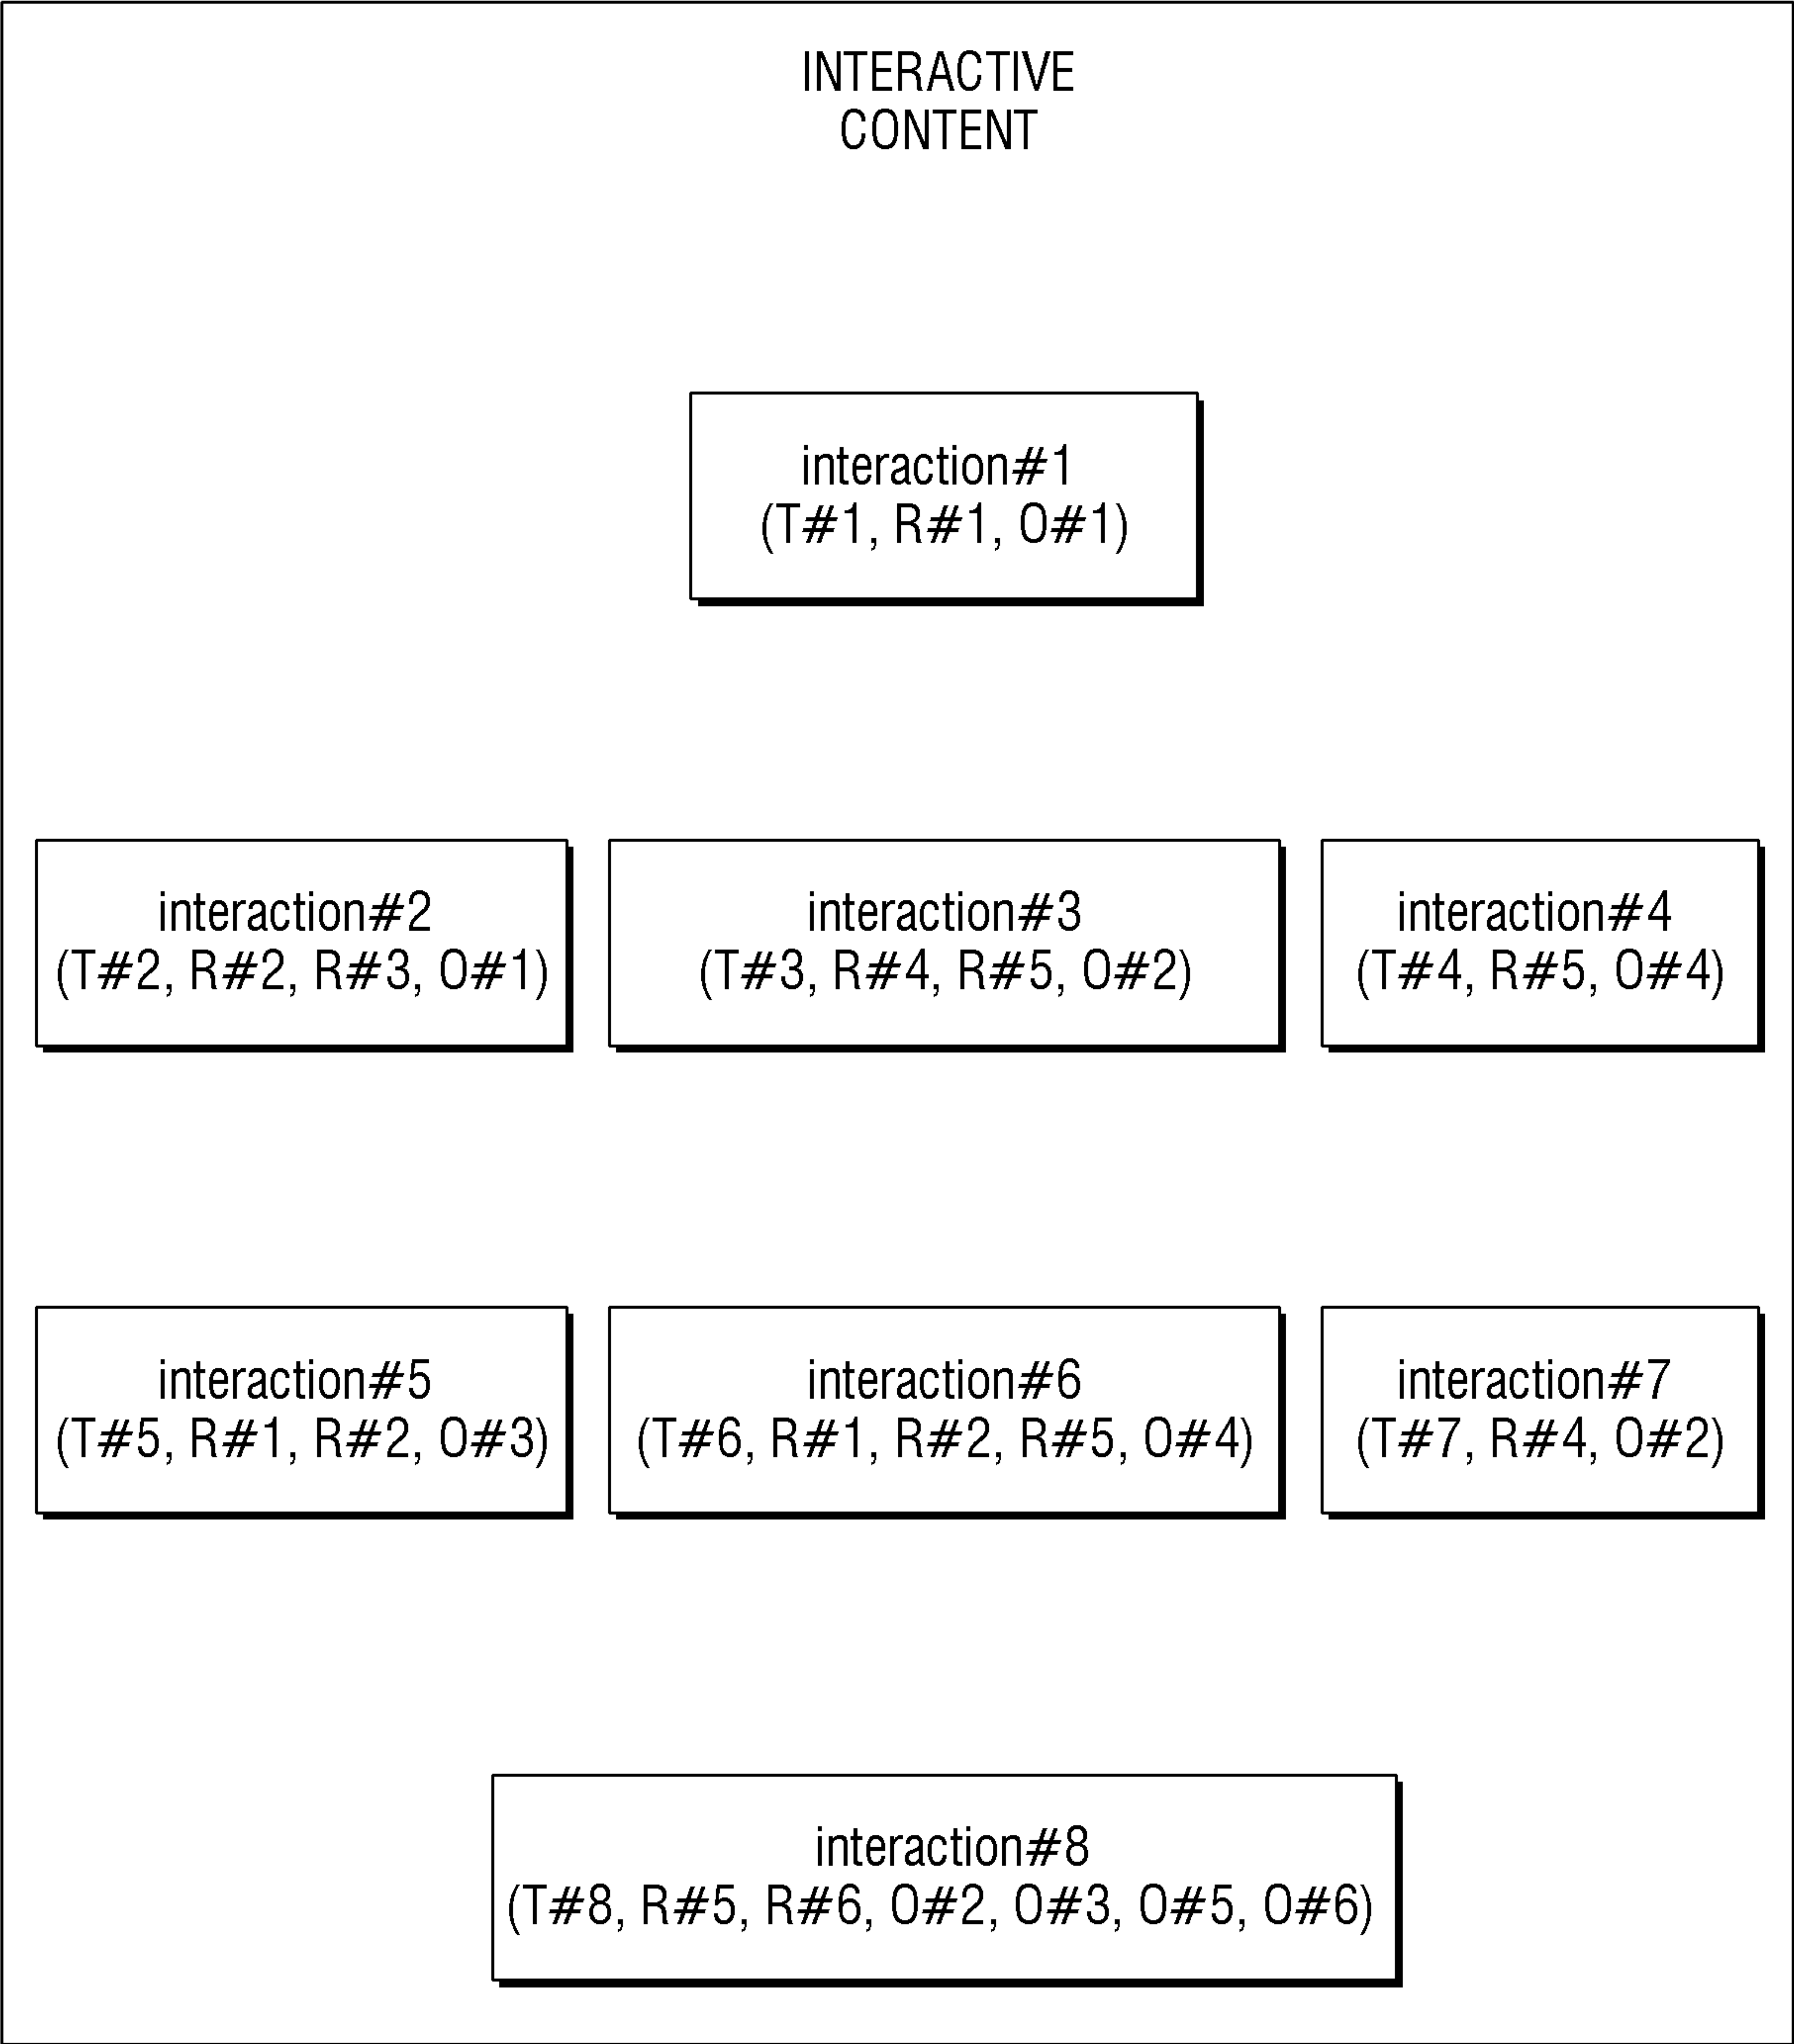 INTERACTIVE
CONTENT
interaction#1
(T#1, R#1, O#1)
interaction#2
(T#2, R#2, R#3, O#1)
interaction#3
(T#3, R#4, R#5, O#2)
interaction#4
(T#4, R#5, O#4)
interaction#5
(T#5, R#1, R#2, O#3)
interaction#6
(T#6, R#1, R#2, R#5, O#4)
interaction#7
(T#7, R#4, O#2)
interaction#8
(T#8, R#5, R#6, O#2, O#3, O#5, O#6)